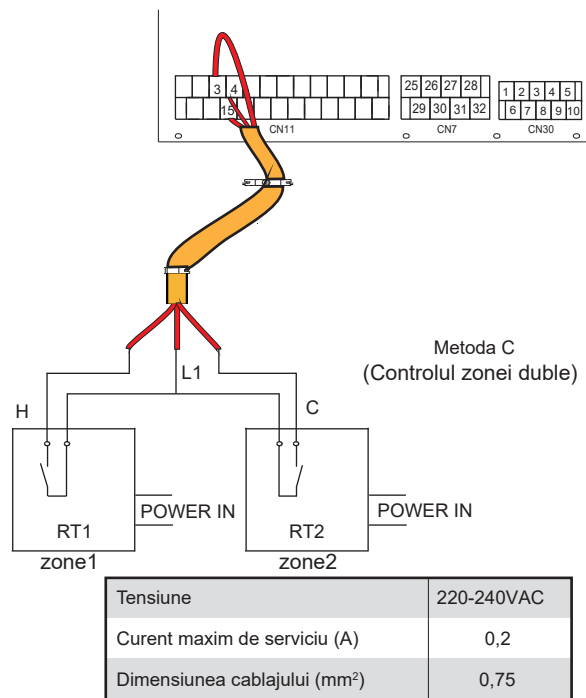 3 4
15
CN11
25 26 27 28
29 30 31 32
CN7
1 2 3 4 5
6 7 8 9 10
CN30
Metoda C
(Controlul zonei duble)
L1
H
C
RT1
POWER IN
zone1
RT2
POWER IN
zone2
Tensiune 220-240VAC
Curent maxim de serviciu (A) 0,2
Dimensiunea cablajului (mm²) 0,75